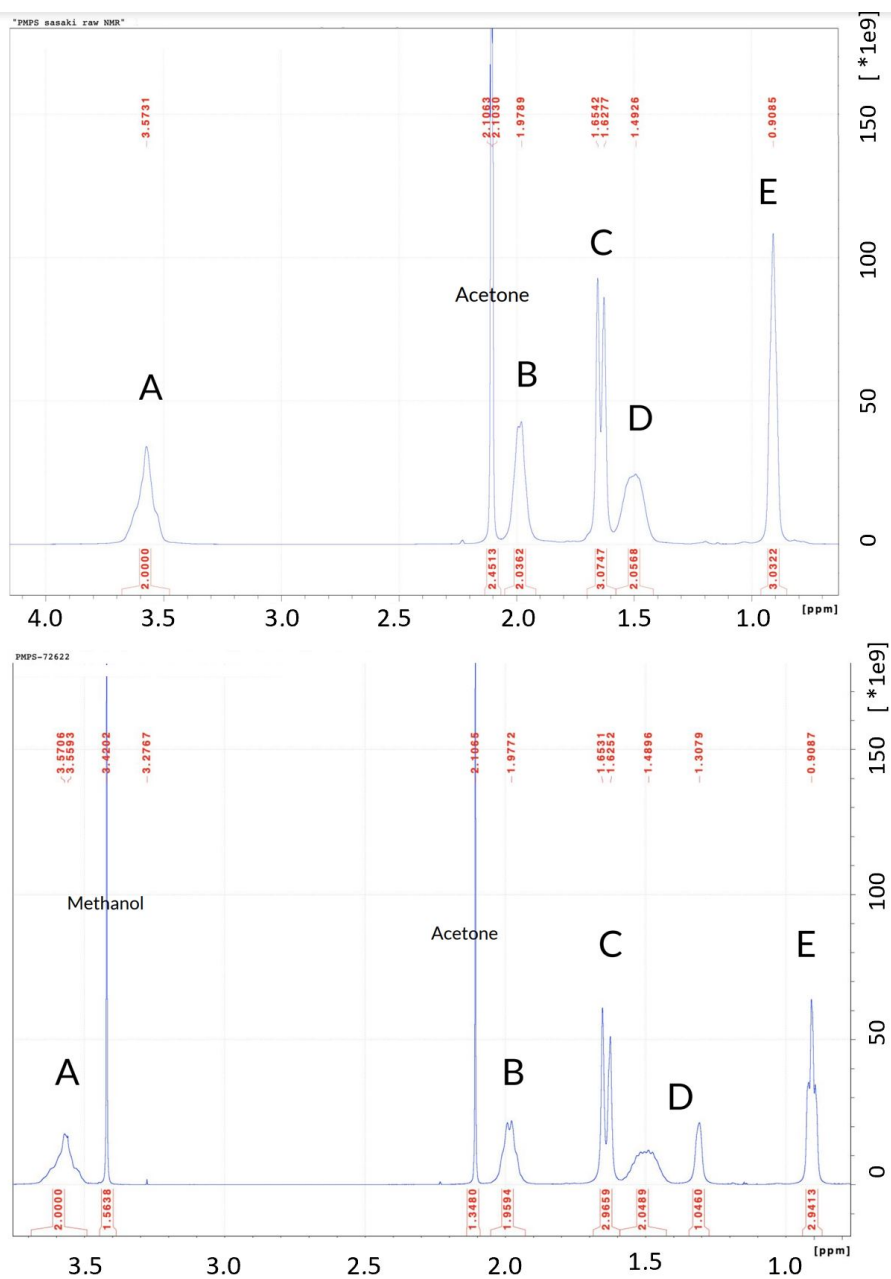 "PMPS sasaki raw NMR"
[ *1e9]
3.5731
2.1063
2.1030
1.9789
1.6542
1.6277
1.4926
0.9085
150
E
C
100
Acetone
A
B
D
50
0
2.0000
2.4513
2.0362
3.0747
2.0568
3.0322
4.0 3.5 3.0 2.5 2.0 1.5 1.0 [ppm]
PMPS-72622
[ *1e9]
3.5706
3.5593
3.4202
3.2767
2.1065
1.9772
1.6531
1.6252
1.4896
1.3079
0.9087
150
Methanol
100
Acetone
C
E
A
B
D
50
0
2.0000
1.5638
1.3480
1.9594
2.9659
2.0489
1.0460
2.9413
3.5 3.0 2.5 2.0 1.5 1.0 [ppm]